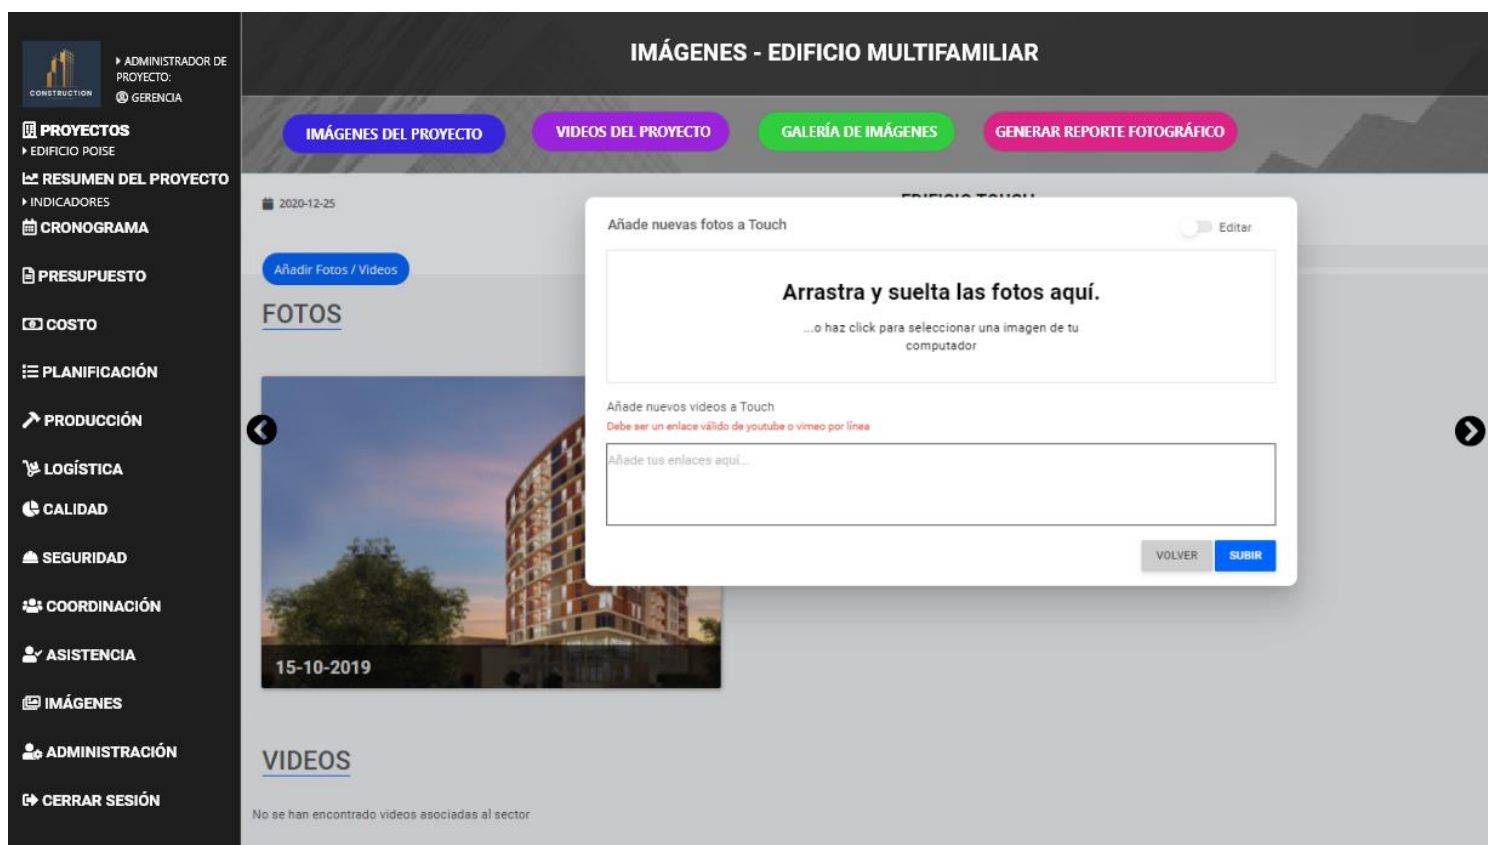 CONSTRUCTION
ADMINISTRADOR DE
PROYECTO:
GERENCIA
PROYECTOS
EDIFICIO POISE
RESUMEN DEL PROYECTO
INDICADORES
CRONOGRAMA
PRESUPUESTO
COSTO
PLANIFICACIÓN
PRODUCCIÓN
LOGÍSTICA
CALIDAD
SEGURIDAD
COORDINACIÓN
ASISTENCIA
IMÁGENES
ADMINISTRACIÓN
CERRAR SESIÓN
IMÁGENES - EDIFICIO MULTIFAMILIAR
IMÁGENES DEL PROYECTO
VIDEOS DEL PROYECTO
GALERÍA DE IMÁGENES
GENERAR REPORTE FOTOGRÁFICO
2020-12-25
EDIFICIO TOUCH
Añadir Fotos / Videos
FOTOS
15-10-2019
VIDEOS
No se han encontrado videos asociadas al sector
Añade nuevas fotos a Touch
Editar
Arrastra y suelta las fotos aquí.
...o haz click para seleccionar una imagen de tu
computador
Añade nuevos videos a Touch
Debe ser un enlace válido de youtube o vimeo por línea
Añade tus enlaces aquí...
VOLVER
SUBIR